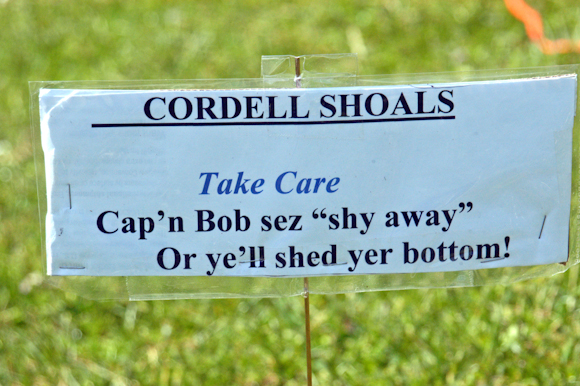 CORDELL SHOALS
Take Care
Cap’n Bob sez “shy away”
Or ye’ll shed yer bottom!